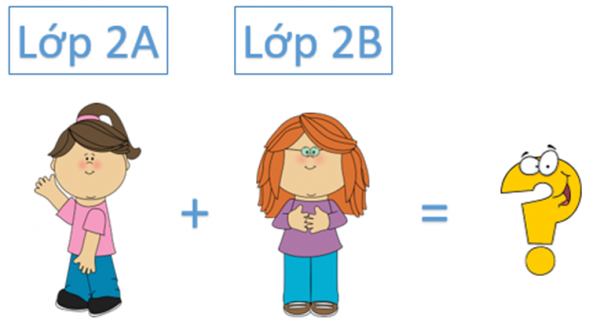 Lớp 2A Lớp 2B
+ = ?